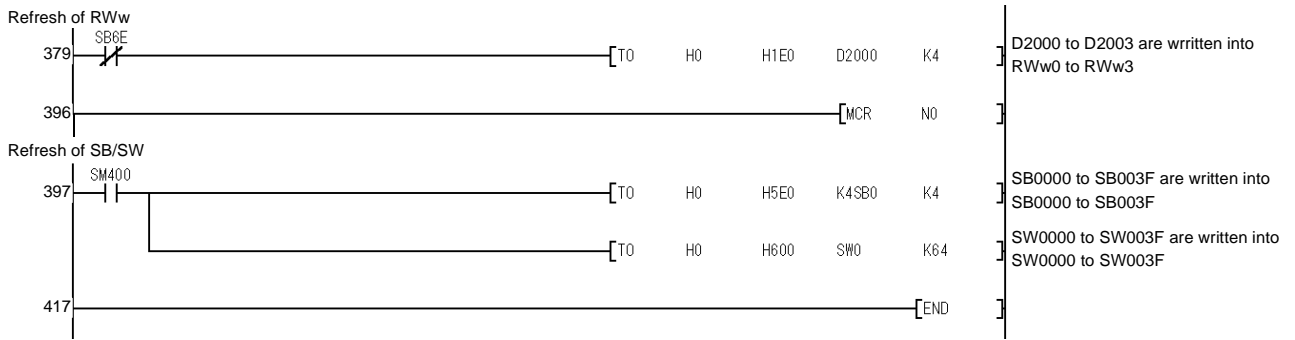 Refresh of RWw
SB6E
379 TO H0 H1E0 D2000 K4 D2000 to D2003 are wrritten into
RWw0 to RWw3
396 MCR N0
Refresh of SB/SW
SM400
397 TO H0 H5E0 K4SB0 K4 SB0000 to SB003F are written into
SB0000 to SB003F
TO H0 H600 SW0 K64 SW0000 to SW003F are written into
SW0000 to SW003F
417 END